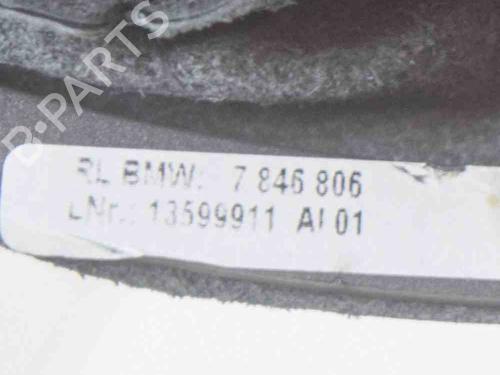 B-PARTS
RL BMW: 7 846 806
LNr.: 13599911 AI 01